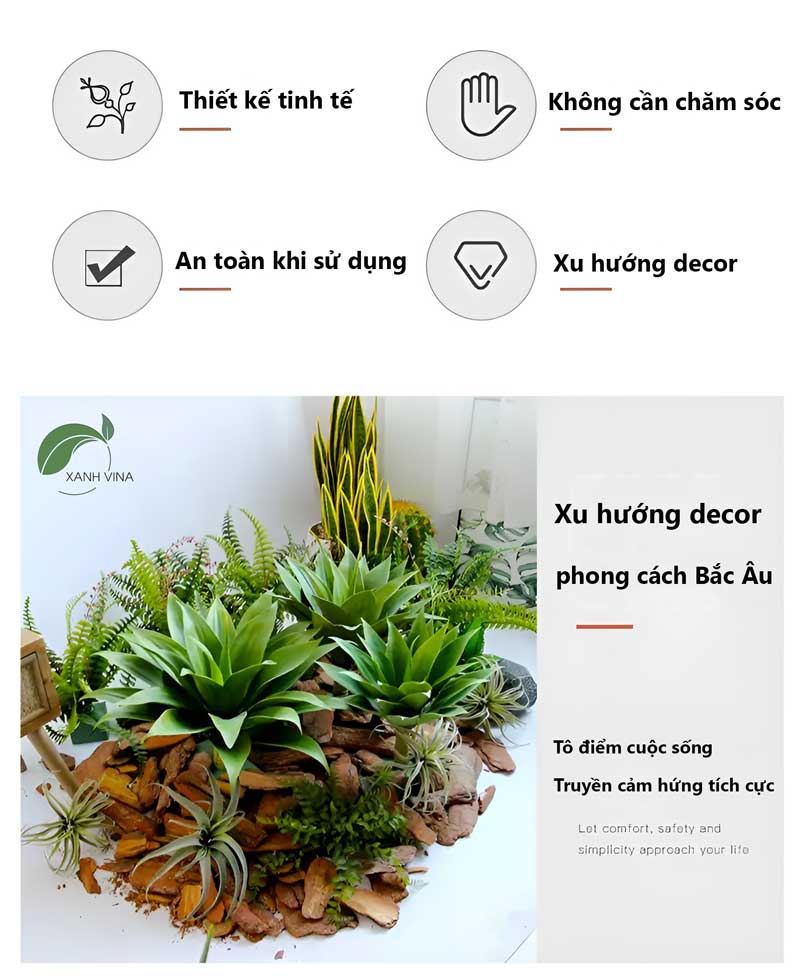 Thiết kế tinh tế
Không cần chăm sóc
An toàn khi sử dụng
Xu hướng decor
XANH VINA
Xu hướng decor
phong cách Bắc Âu
Tô điểm cuộc sống
Truyền cảm hứng tích cực
Let comfort, safety and
simplicity approach your life